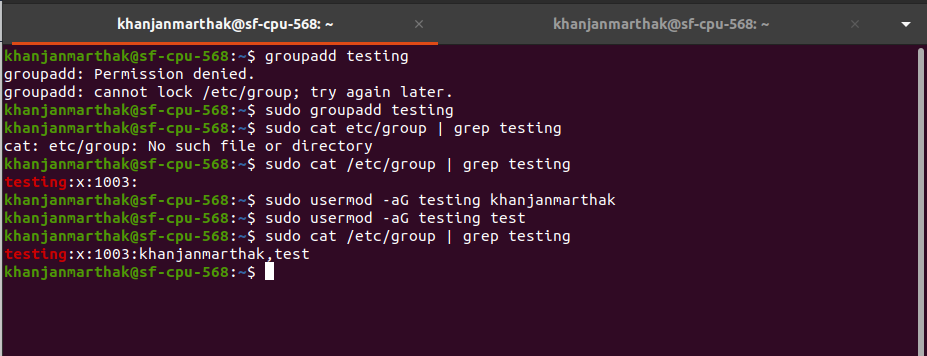 khanjanmarthak@sf-cpu-568: ~ × khanjanmarthak@sf-cpu-568: ~ ×
khanjanmarthak@sf-cpu-568:~$ groupadd testing
groupadd: Permission denied.
groupadd: cannot lock /etc/group; try again later.
khanjanmarthak@sf-cpu-568:~$ sudo groupadd testing
khanjanmarthak@sf-cpu-568:~$ sudo cat etc/group | grep testing
cat: etc/group: No such file or directory
khanjanmarthak@sf-cpu-568:~$ sudo cat /etc/group | grep testing
testing:x:1003:
khanjanmarthak@sf-cpu-568:~$ sudo usermod -aG testing khanjanmarthak
khanjanmarthak@sf-cpu-568:~$ sudo usermod -aG testing test
khanjanmarthak@sf-cpu-568:~$ sudo cat /etc/group | grep testing
testing:x:1003:khanjanmarthak,test
khanjanmarthak@sf-cpu-568:~$